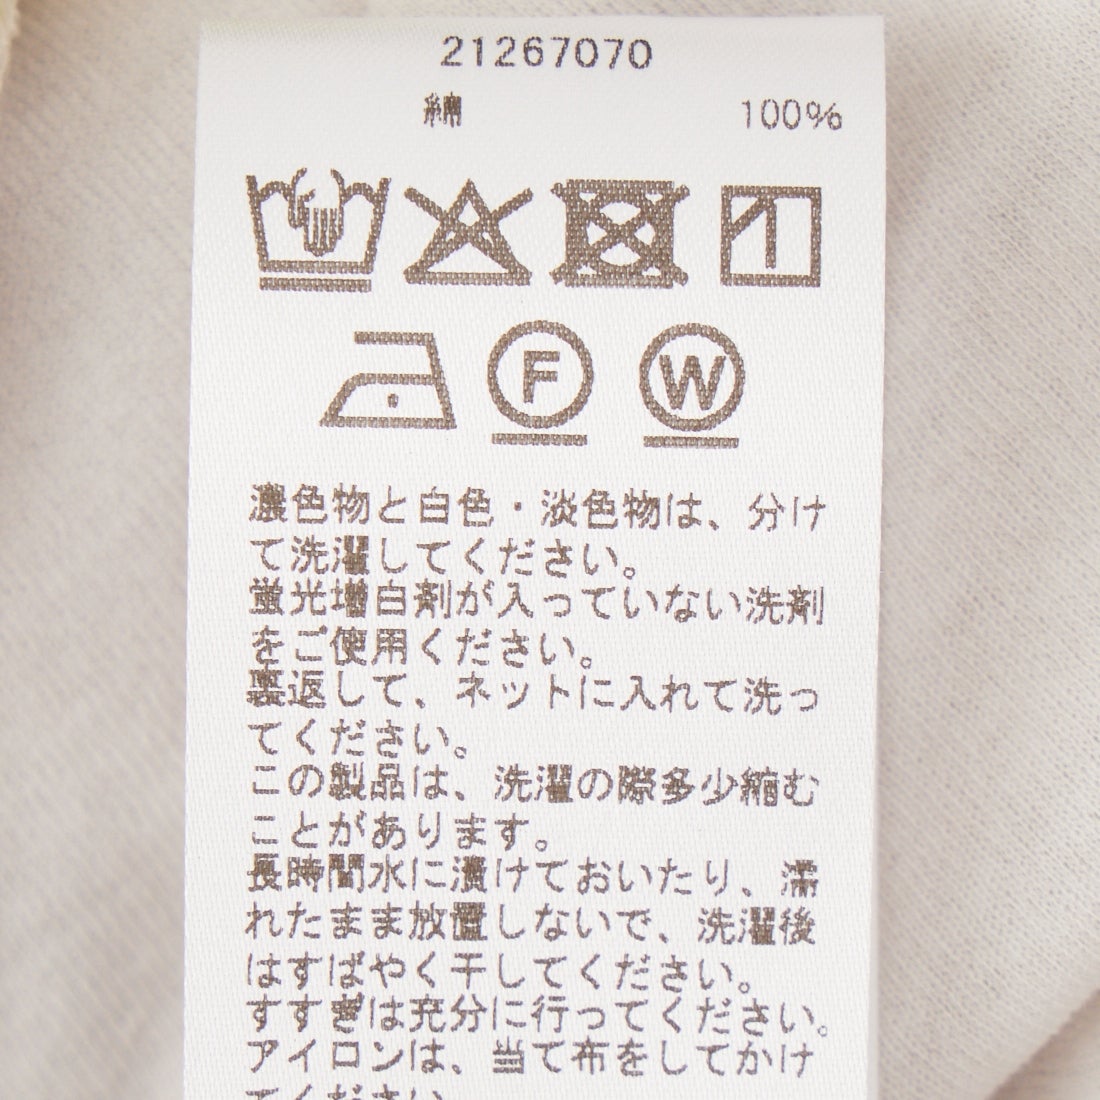 21267070
綿 100%
F W
濃色物と白色・淡色物は、分け
て洗濯してください。
蛍光増白剤が入っていない洗剤
をご使用ください。
裏返して、ネットに入れて洗っ
てください。
この製品は、洗濯の際多少縮む
ことがあります。
長時間水に漬けておいたり、濡
れたまま放置しないで、洗濯後
はすばやく干してください。
すすぎは充分に行ってください。
アイロンは、当て布をしてかけ
てください。